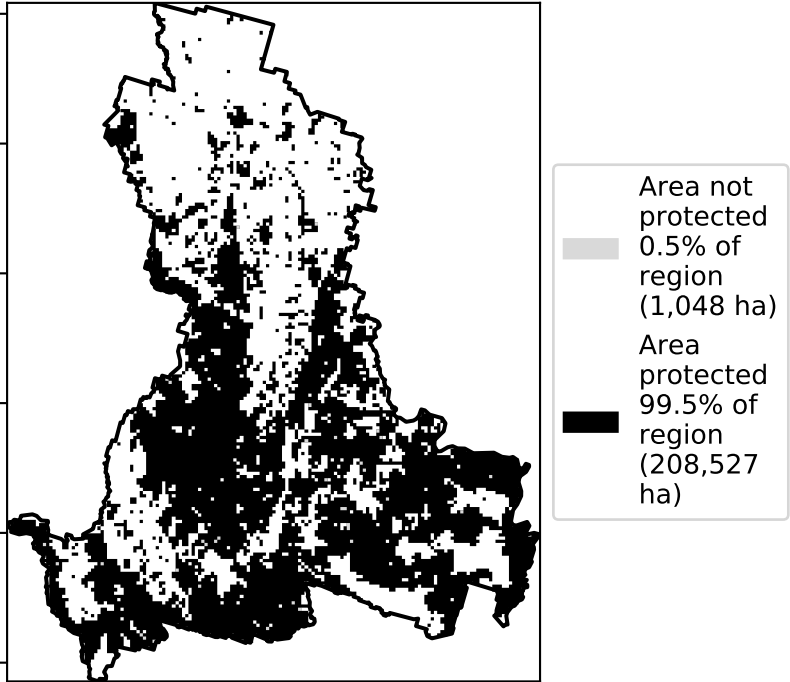 Area not
protected
0.5% of
region
(1,048 ha)
Area
protected
99.5% of
region
(208,527
ha)